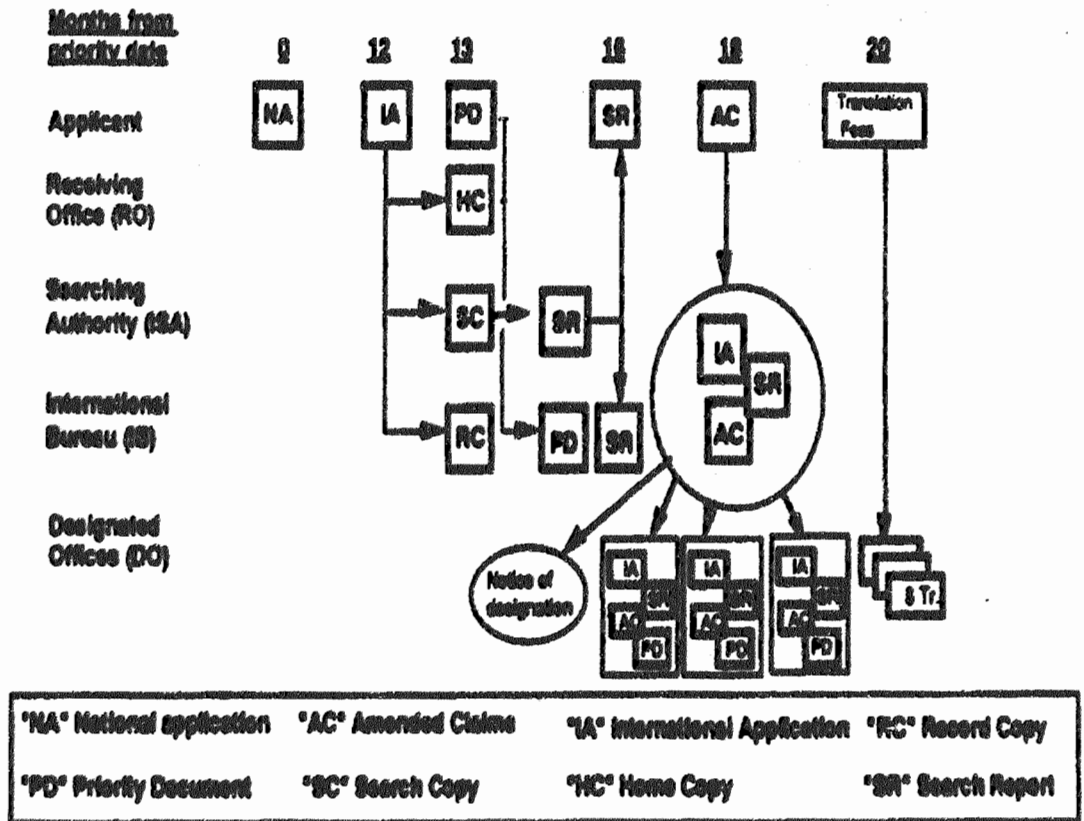 Months from
priority date
0 12 13 16 18 20
Applicant
NA IA PD SR AC
Translation
Fees
Receiving
Office (RO)
HC
Searching
Authority (ISA)
SC SR
IA
SR
AC
International
Bureau (IB)
RC PD SR
Designated
Offices (DO)
Notice of
designation
IA IA IA
SR SR SR
AC AC AC
PD PD PD
$ Tr.
"NA" National application "AC" Amended Claims "IA" International Application "RC" Record Copy
"PD" Priority Document "SC" Search Copy "HC" Home Copy "SR" Search Report